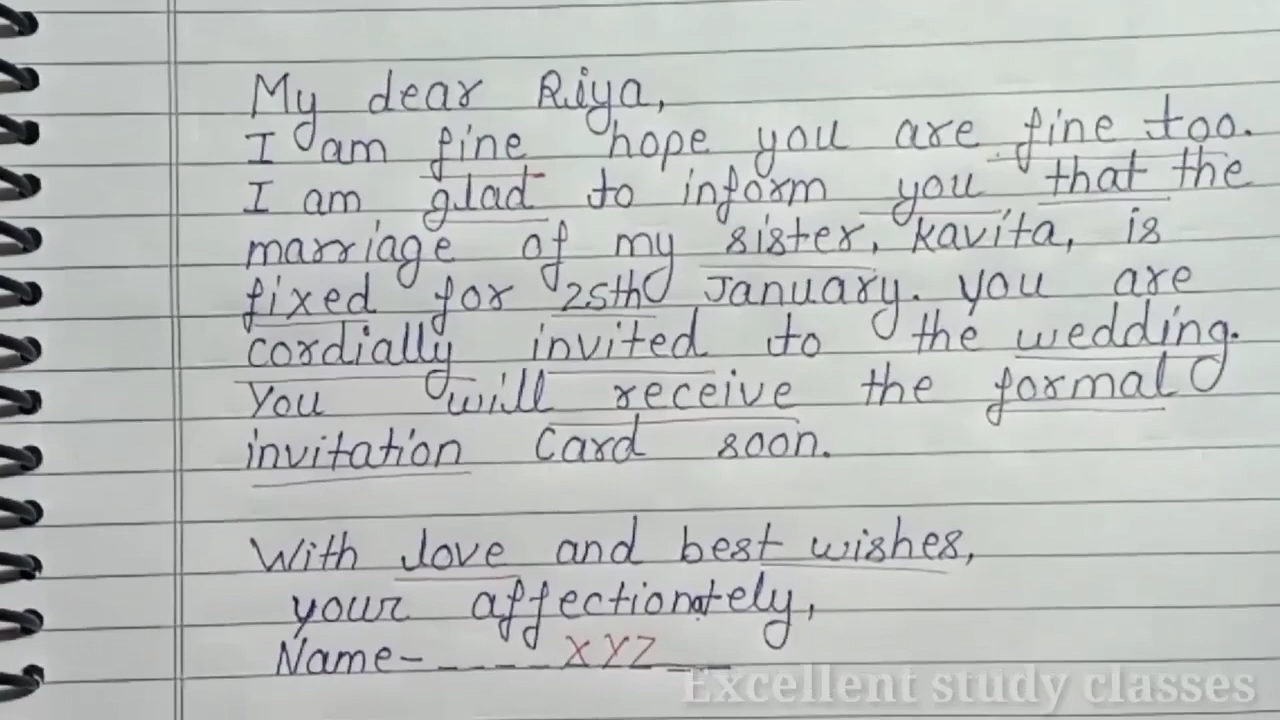 My dear Riya,
I am fine hope you are fine too.
I am glad to inform you that the
marriage of my sister, kavita, is
fixed for 25th January. you are
cordially invited to the wedding.
You will receive the formal
invitation card soon.
With love and best wishes,
your affectionately,
Name-____XYZ__
Excellent study classes